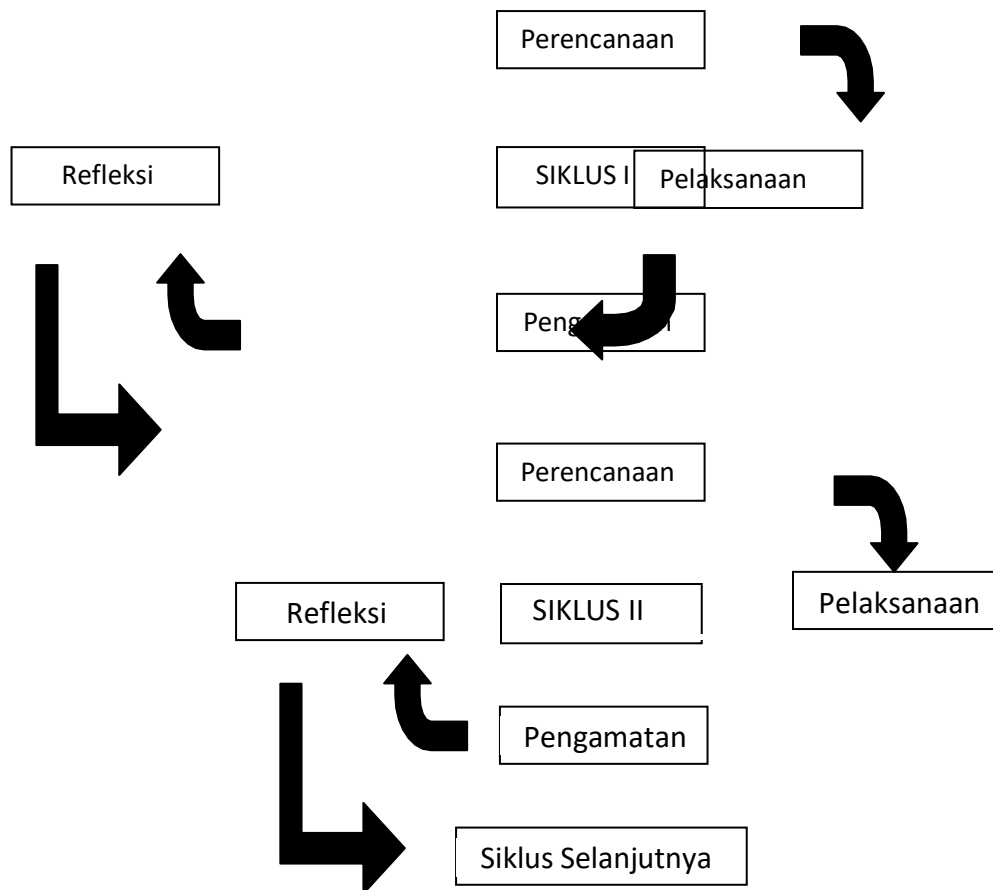 Perencanaan
Refleksi
SIKLUS I
Pelaksanaan
Perencanaan
Refleksi
SIKLUS II
Pelaksanaan
Pengamatan
Siklus Selanjutnya